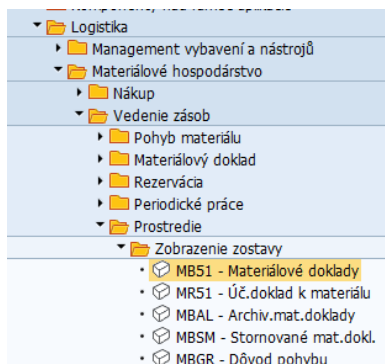 Logistika
Management vybavení a nástrojů
Materiálové hospodárstvo
Nákup
Vedenie zásob
Pohyb materiálu
Materiálový doklad
Rezervácia
Periodické práce
Prostredie
Zobrazenie zostavy
MB51 - Materiálové doklady
MR51 - Úč.doklad k materiálu
MBAL - Archiv.mat.doklady
MBSM - Stornované mat.dokl.
MBGR - Dôvod pohybu